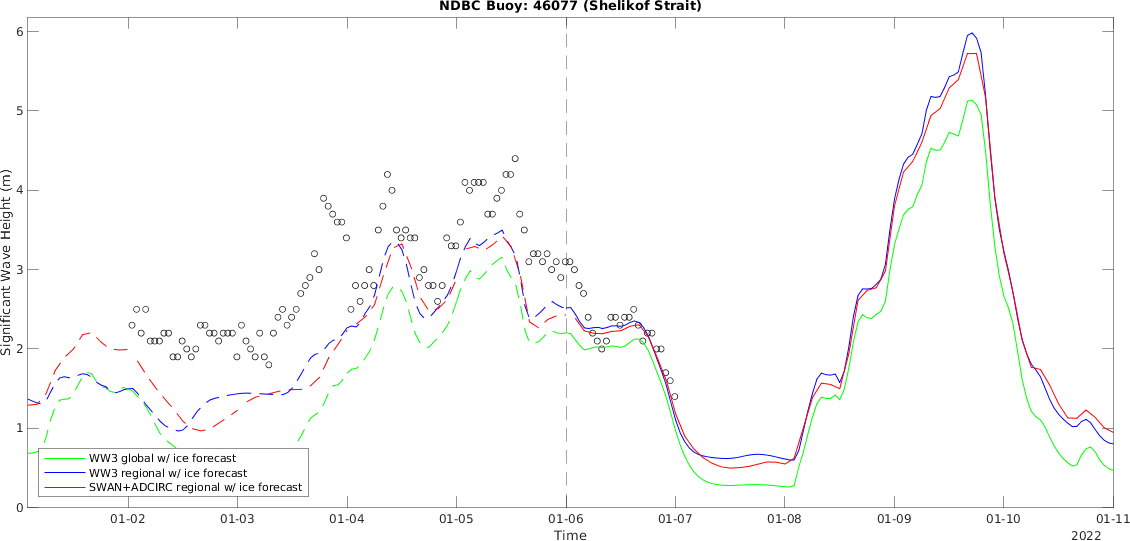 NDBC Buoy: 46077 (Shelikof Strait)
Significant Wave Height (m)
6
5
4
3
2
1
0
WW3 global w/ ice forecast
WW3 regional w/ ice forecast
SWAN+ADCIRC regional w/ ice forecast
01-02 01-03 01-04 01-05 01-06 01-07 01-08 01-09 01-10 01-11
Time
2022